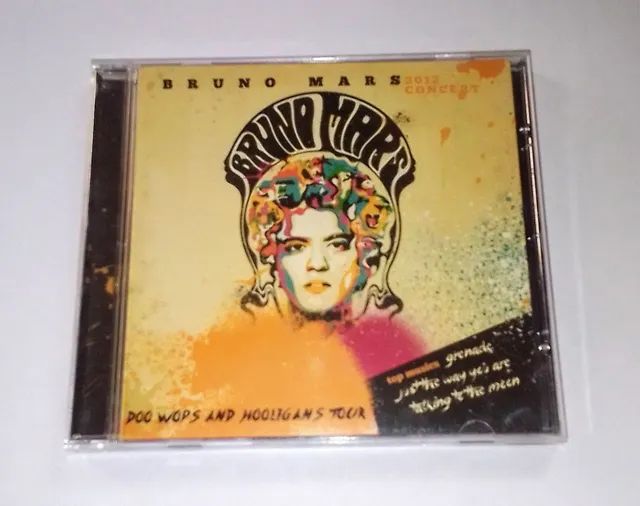 BRUNO MARS 2012
CONCERT
BRUNO MARS
top musics grenade
just the way you are
talking to the moon
DOO WOPS AND HOOLIGANS TOUR